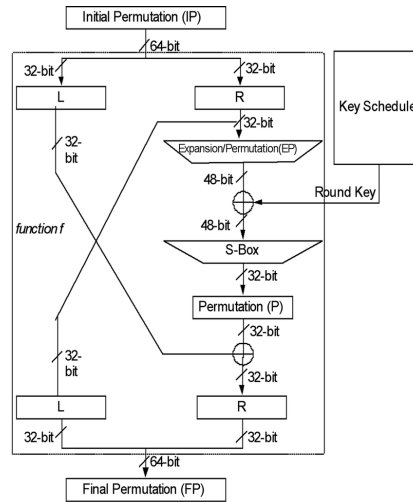 Initial Permutation (IP)
64-bit
32-bit
32-bit
L
R
32-
bit
32-bit
Expansion/Permutation(EP)
Key Schedule
48-bit
Round Key
48-bit
function f
S-Box
32-bit
Permutation (P)
32-bit
32-
bit
32-bit
L
R
32-bit
32-bit
64-bit
Final Permutation (FP)